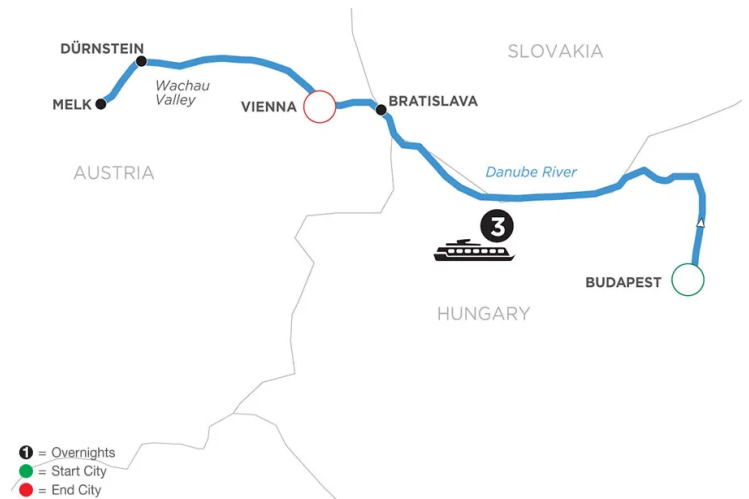 SLOVAKIA
DÜRNSTEIN
Wachau
Valley
MELK
VIENNA
BRATISLAVA
AUSTRIA
Danube River
3
BUDAPEST
HUNGARY
1 = Overnights
= Start City
= End City